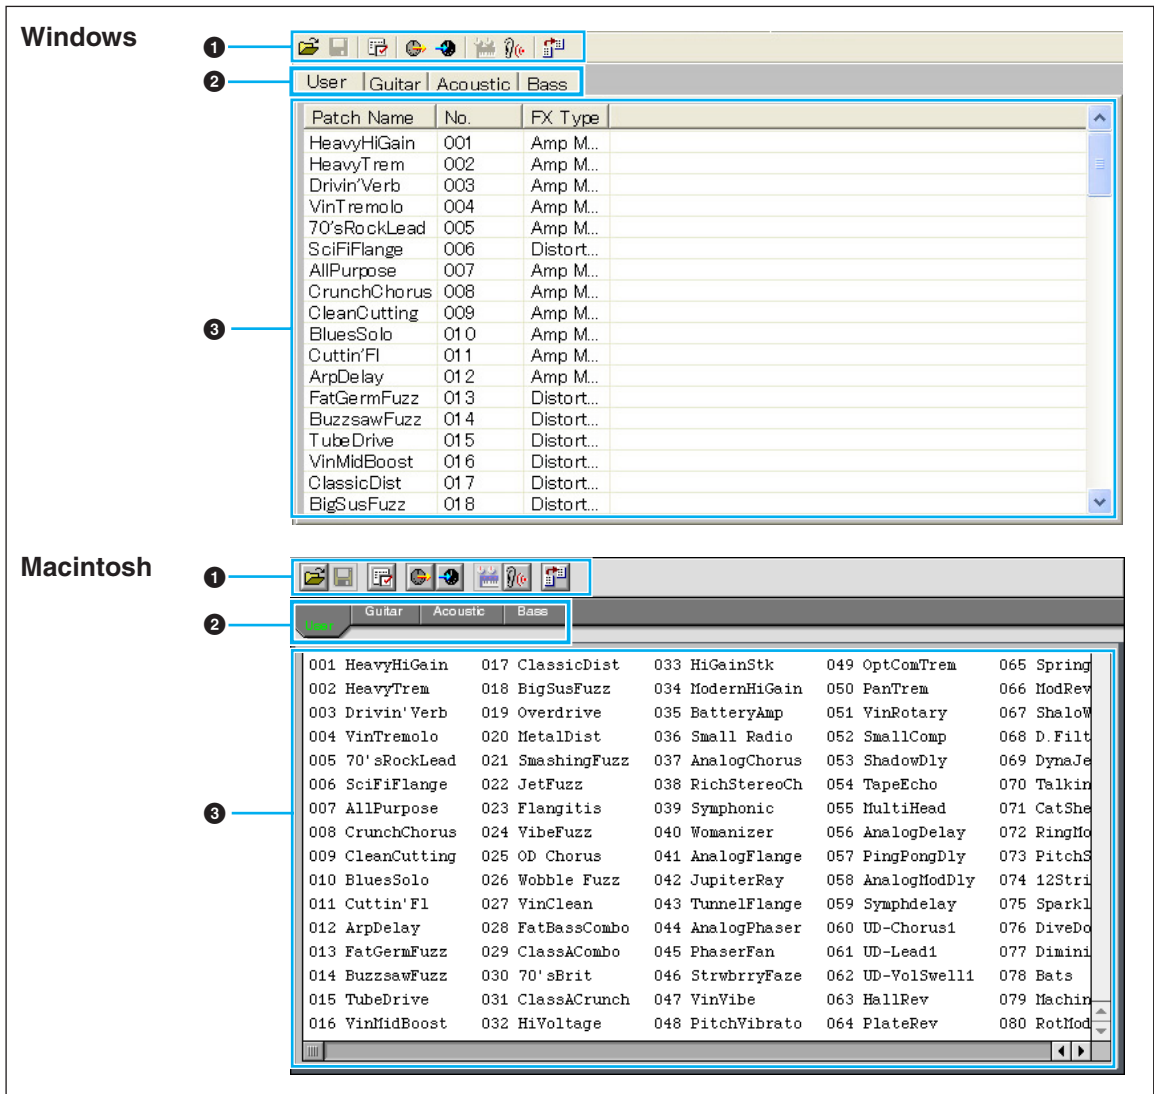 Windows
❶
❷
User Guitar Acoustic Bass
Patch Name No. FX Type
HeavyHiGain 001 Amp M...
HeavyTrem 002 Amp M...
Drivin'Verb 003 Amp M...
VinTremolo 004 Amp M...
70'sRockLead 005 Amp M...
SciFiFlange 006 Distort...
AllPurpose 007 Amp M...
CrunchChorus 008 Amp M...
CleanCutting 009 Amp M...
❸
BluesSolo 010 Amp M...
Cuttin'Fl 011 Amp M...
ArpDelay 012 Amp M...
FatGermFuzz 013 Distort...
BuzzsawFuzz 014 Distort...
TubeDrive 015 Distort...
VinMidBoost 016 Distort...
ClassicDist 017 Distort...
BigSusFuzz 018 Distort...
Macintosh
❶
❷
User Guitar Acoustic Bass
001 HeavyHiGain 017 ClassicDist 033 HiGainStk 049 OptComTrem 065 Spring
002 HeavyTrem 018 BigSusFuzz 034 ModernHiGain 050 PanTrem 066 ModRev
003 Drivin'Verb 019 Overdrive 035 BatteryAmp 051 VinRotary 067 ShaloW
004 VinTremolo 020 MetalDist 036 Small Radio 052 SmallComp 068 D.Filt
005 70'sRockLead 021 SmashingFuzz 037 AnalogChorus 053 ShadowDly 069 DynaJe
006 SciFiFlange 022 JetFuzz 038 RichStereoCh 054 TapeEcho 070 Talkin
❸
007 AllPurpose 023 Flangitis 039 Symphonic 055 MultiHead 071 CatShe
008 CrunchChorus 024 VibeFuzz 040 Womanizer 056 AnalogDelay 072 RingMo
009 CleanCutting 025 OD Chorus 041 AnalogFlange 057 PingPongDly 073 PitchS
010 BluesSolo 026 Wobble Fuzz 042 JupiterRay 058 AnalogModDly 074 12Stri
011 Cuttin'Fl 027 VinClean 043 TunnelFlange 059 Symphdelay 075 Sparkl
012 ArpDelay 028 FatBassCombo 044 AnalogPhaser 060 UD-Chorus1 076 DiveDo
013 FatGermFuzz 029 ClassACombo 045 PhaserFan 061 UD-Lead1 077 Dimini
014 BuzzsawFuzz 030 70'sBrit 046 StrwbrryFaze 062 UD-VolSwell1 078 Bats
015 TubeDrive 031 ClassACrunch 047 VinVibe 063 HallRev 079 Machin
016 VinMidBoost 032 HiVoltage 048 PitchVibrato 064 PlateRev 080 RotMod